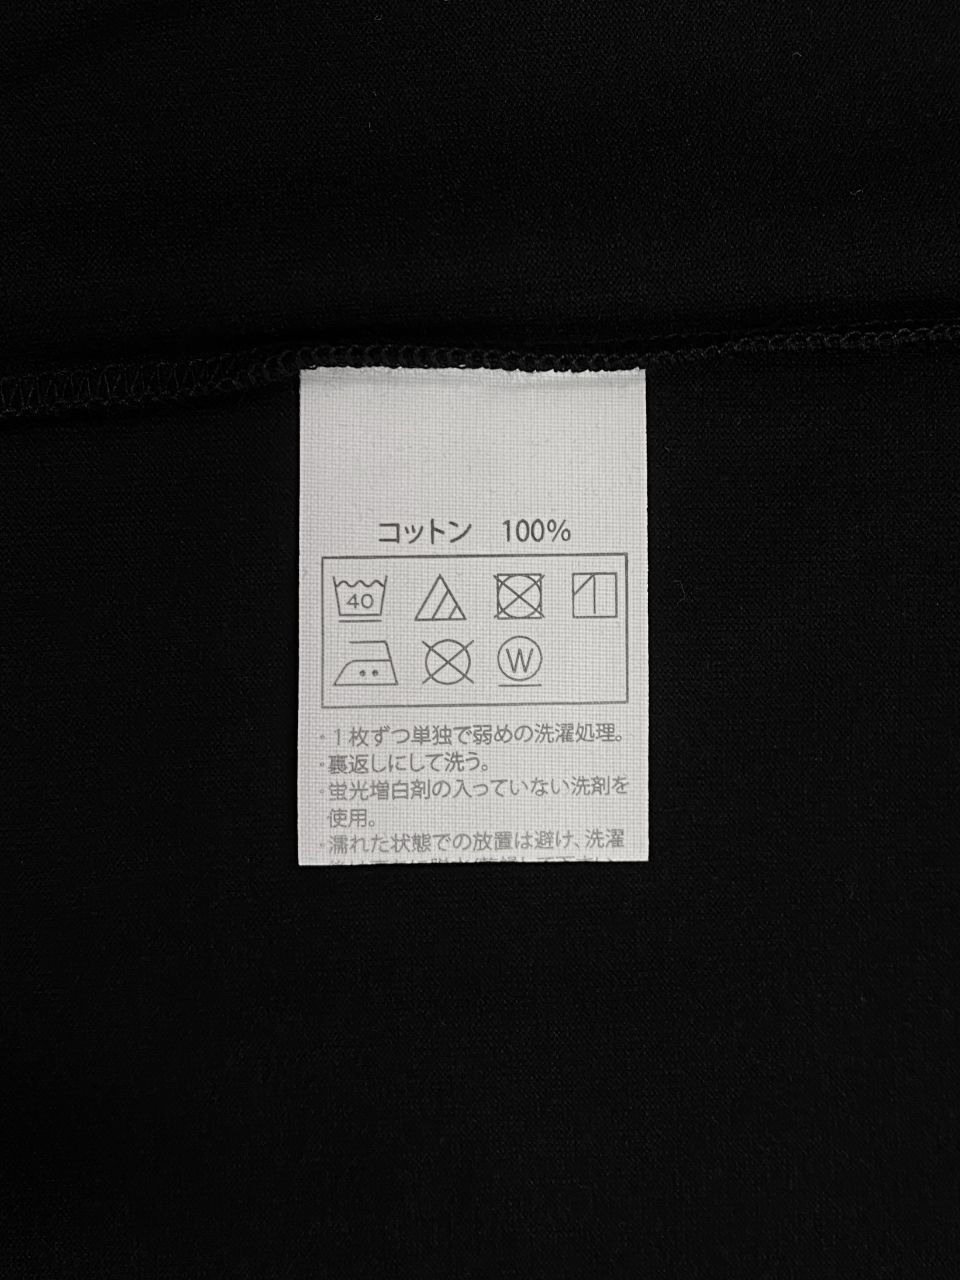 コットン　100%
40
W
・1枚ずつ単独で弱めの洗濯処理。
・裏返しにして洗う。
・蛍光増白剤の入っていない洗剤を
使用。
・濡れた状態での放置は避け、洗濯